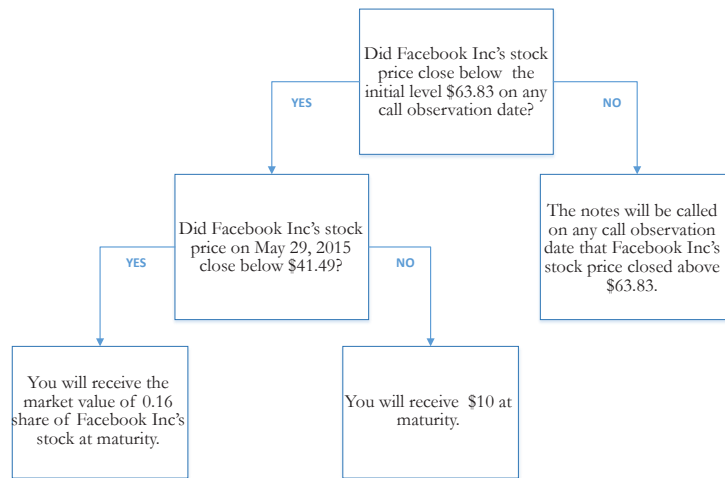 Did Facebook Inc's stock
price close below the
initial level $63.83 on any
call observation date?
YES
NO
Did Facebook Inc's stock
price on May 29, 2015
close below $41.49?
The notes will be called
on any call observation
date that Facebook Inc's
stock price closed above
$63.83.
YES
NO
You will receive the
market value of 0.16
share of Facebook Inc's
stock at maturity.
You will receive $10 at
maturity.